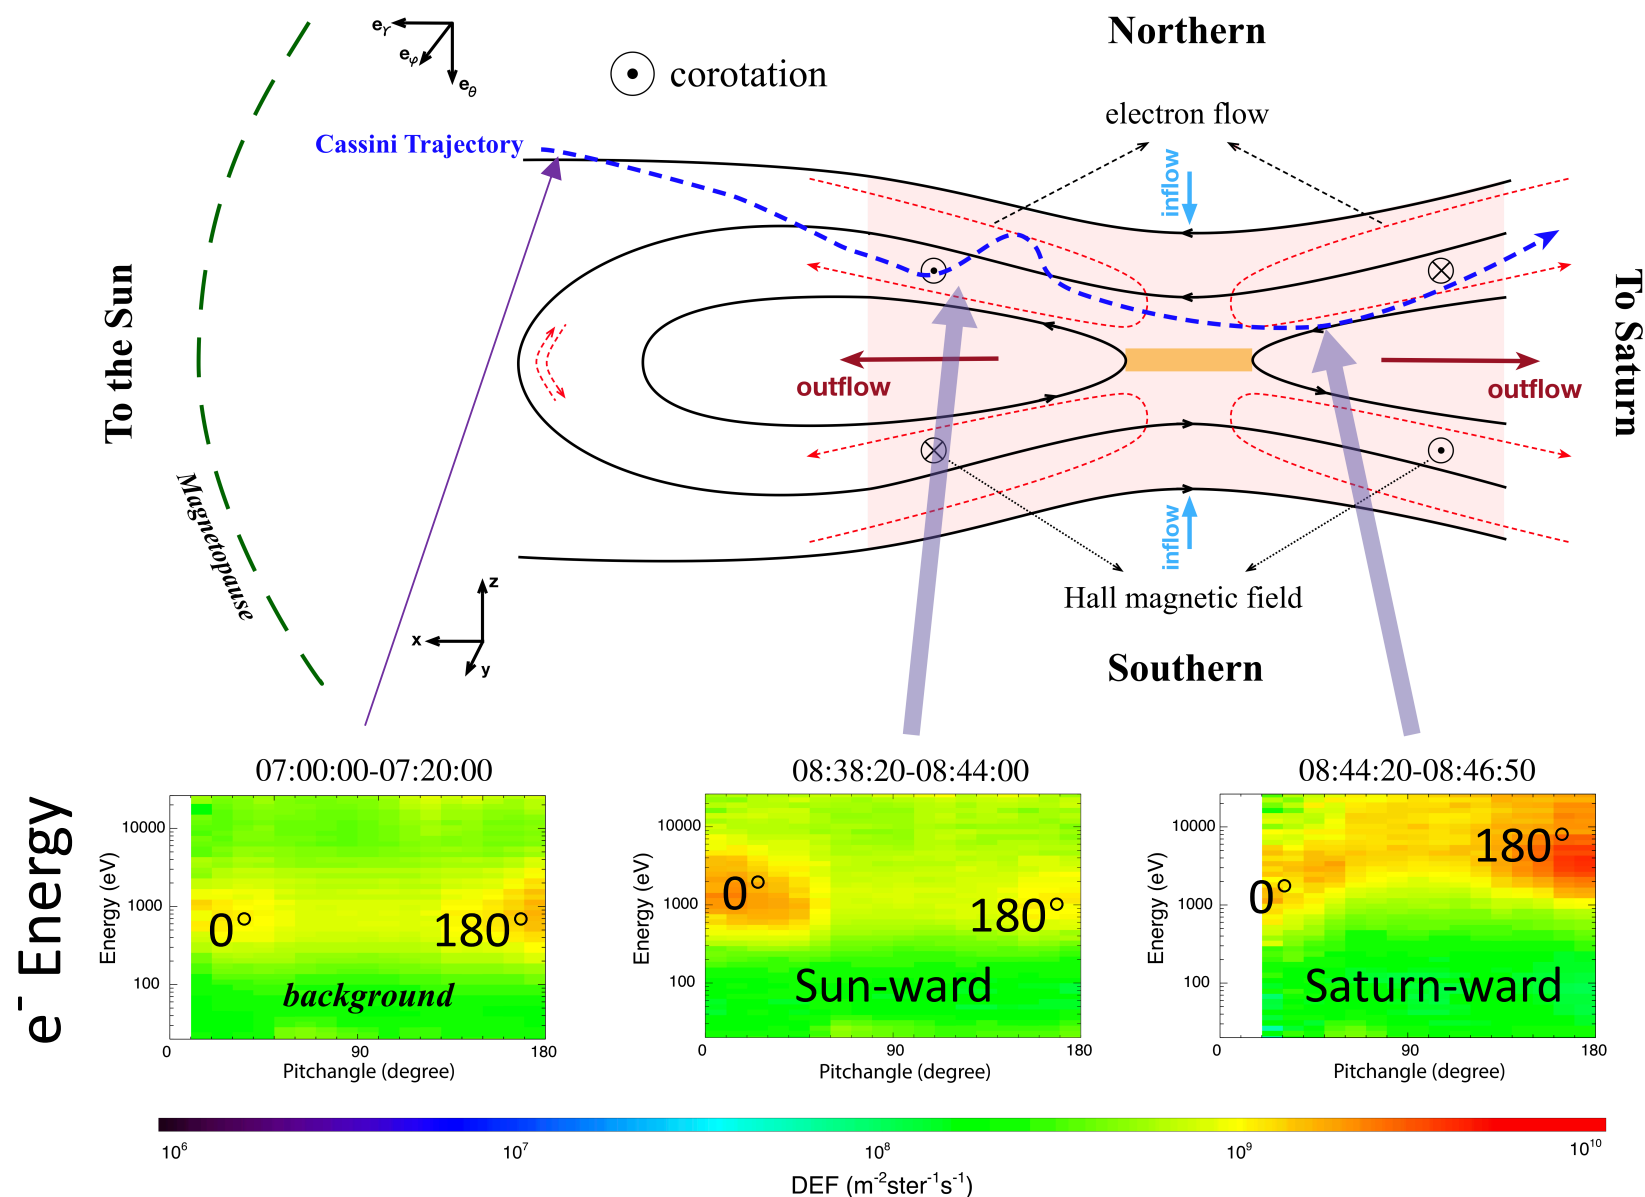 Northern
eᵣ
eᵩ
e_θ
corotation
electron flow
Cassini Trajectory
inflow
To the Sun
To Saturn
outflow
outflow
Magnetopause
inflow
Hall magnetic field
z
x
y
Southern
07:00:00-07:20:00
08:38:20-08:44:00
08:44:20-08:46:50
e⁻ Energy
Energy (eV)
10000
1000
100
0°
180°
background
0
90
180
Pitchangle (degree)
Energy (eV)
10000
1000
100
0°
180°
Sun-ward
0
90
180
Pitchangle (degree)
Energy (eV)
10000
1000
100
0°
180°
Saturn-ward
0
90
180
Pitchangle (degree)
10⁶
10⁷
10⁸
10⁹
10¹⁰
DEF (m⁻²ster⁻¹s⁻¹)